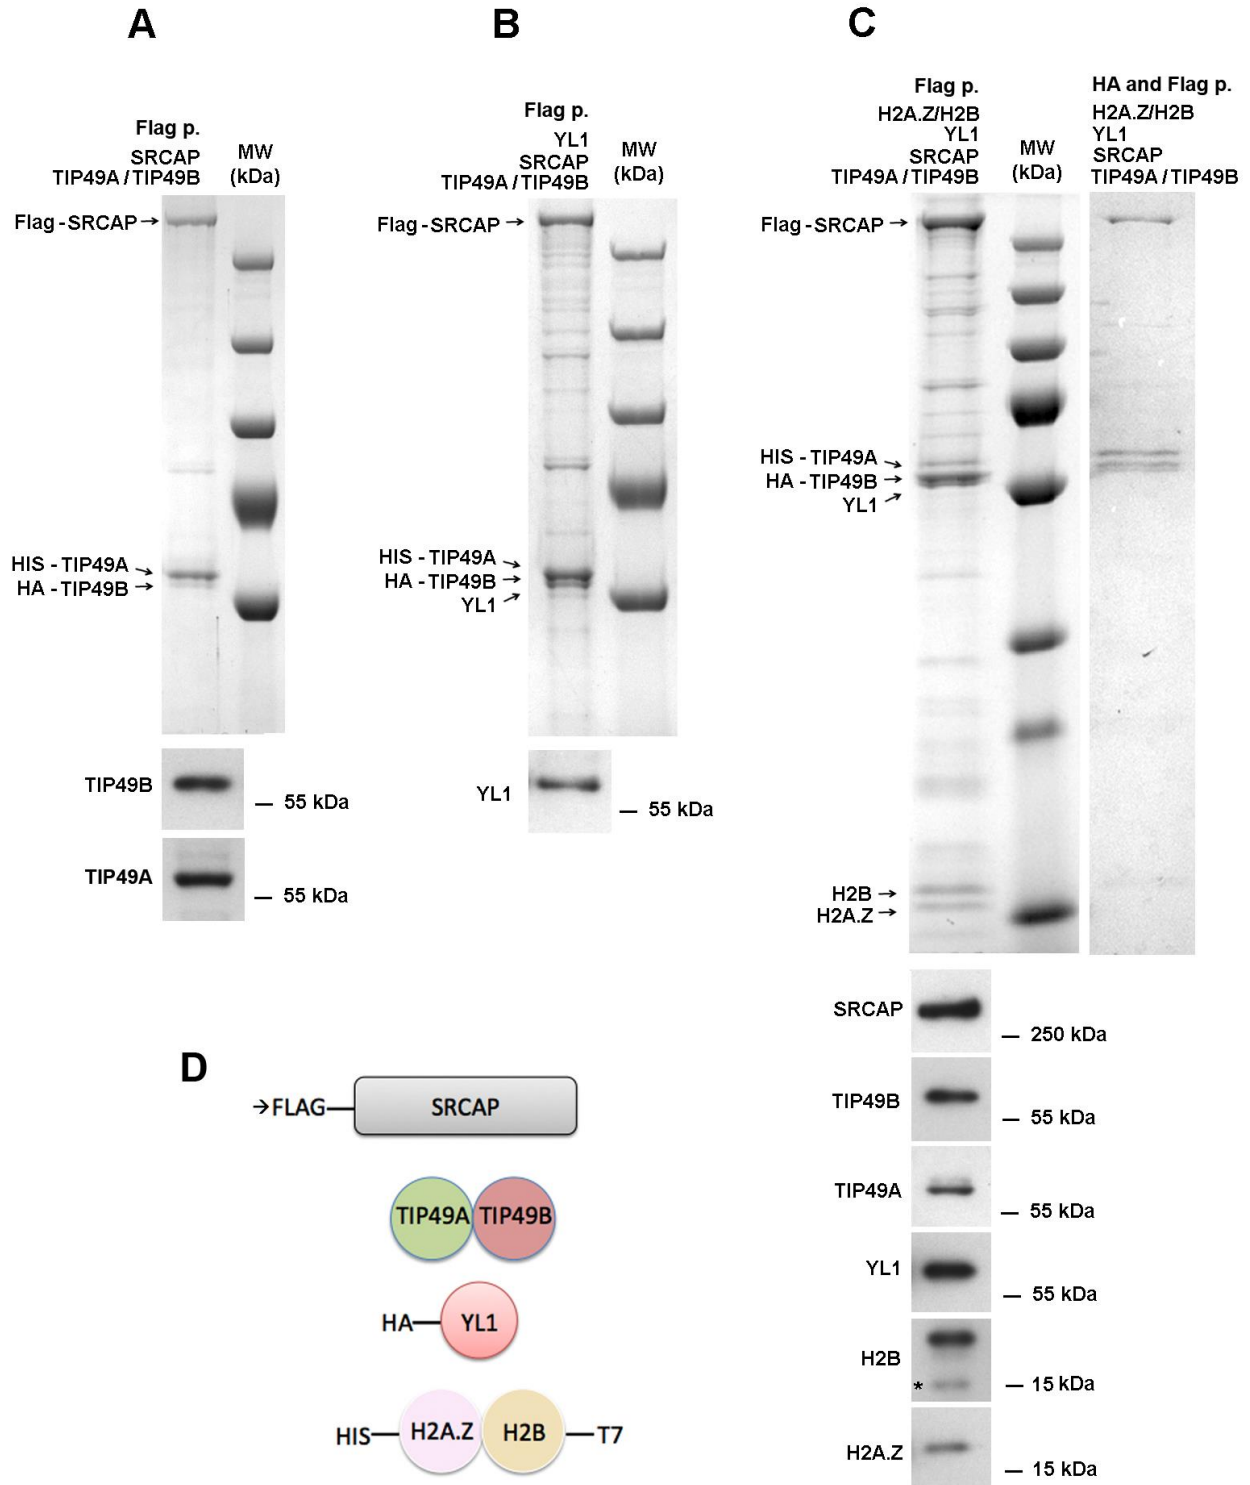 A
Flag p.
SRCAP
TIP49A / TIP49B
MW
(kDa)
Flag - SRCAP →
HIS - TIP49A
HA - TIP49B →
TIP49B
— 55 kDa
TIP49A
— 55 kDa
B
Flag p.
YL1
SRCAP
TIP49A / TIP49B
MW
(kDa)
Flag - SRCAP →
HIS - TIP49A
HA - TIP49B →
YL1
YL1
— 55 kDa
C
Flag p.
H2A.Z/H2B
YL1
SRCAP
TIP49A / TIP49B
MW
(kDa)
HA and Flag p.
H2A.Z/H2B
YL1
SRCAP
TIP49A / TIP49B
Flag - SRCAP →
HIS - TIP49A
HA - TIP49B →
YL1
H2B →
H2A.Z →
SRCAP
— 250 kDa
TIP49B
— 55 kDa
TIP49A
— 55 kDa
YL1
— 55 kDa
H2B
*
— 15 kDa
H2A.Z
— 15 kDa
D
→FLAG— SRCAP
TIP49A TIP49B
HA— YL1
HIS— H2A.Z H2B —T7